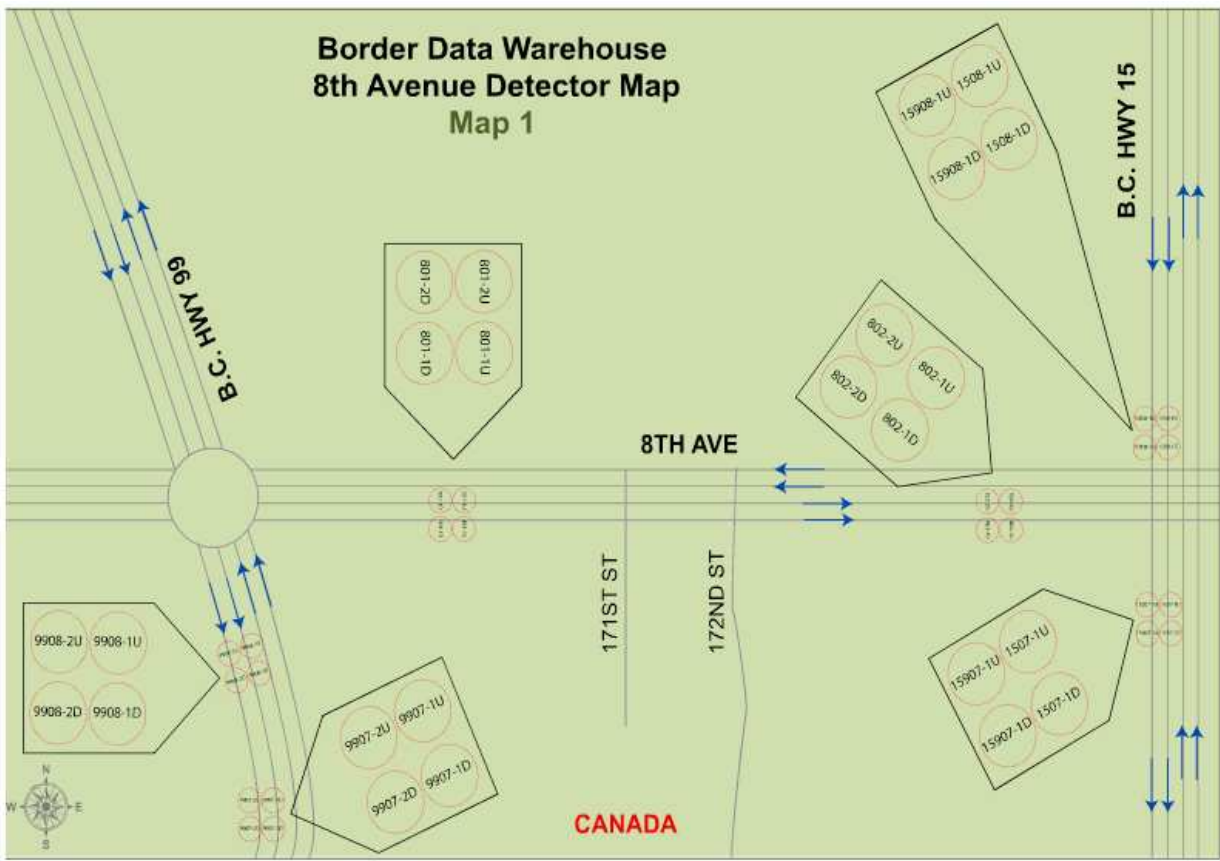 Border Data Warehouse
8th Avenue Detector Map
Map 1
B.C. HWY 99
B.C. HWY 15
15908-1U 1508-1U
15908-1D 1508-1D
801-2D 801-2U
801-1D 801-1U
802-2U 802-1U
802-2D 802-1D
8TH AVE
171ST ST
172ND ST
9908-2U 9908-1U
9908-2D 9908-1D
9907-2U 9907-1U
9907-2D 9907-1D
15907-1U 1507-1U
15907-1D 1507-1D
N
W E
S
CANADA